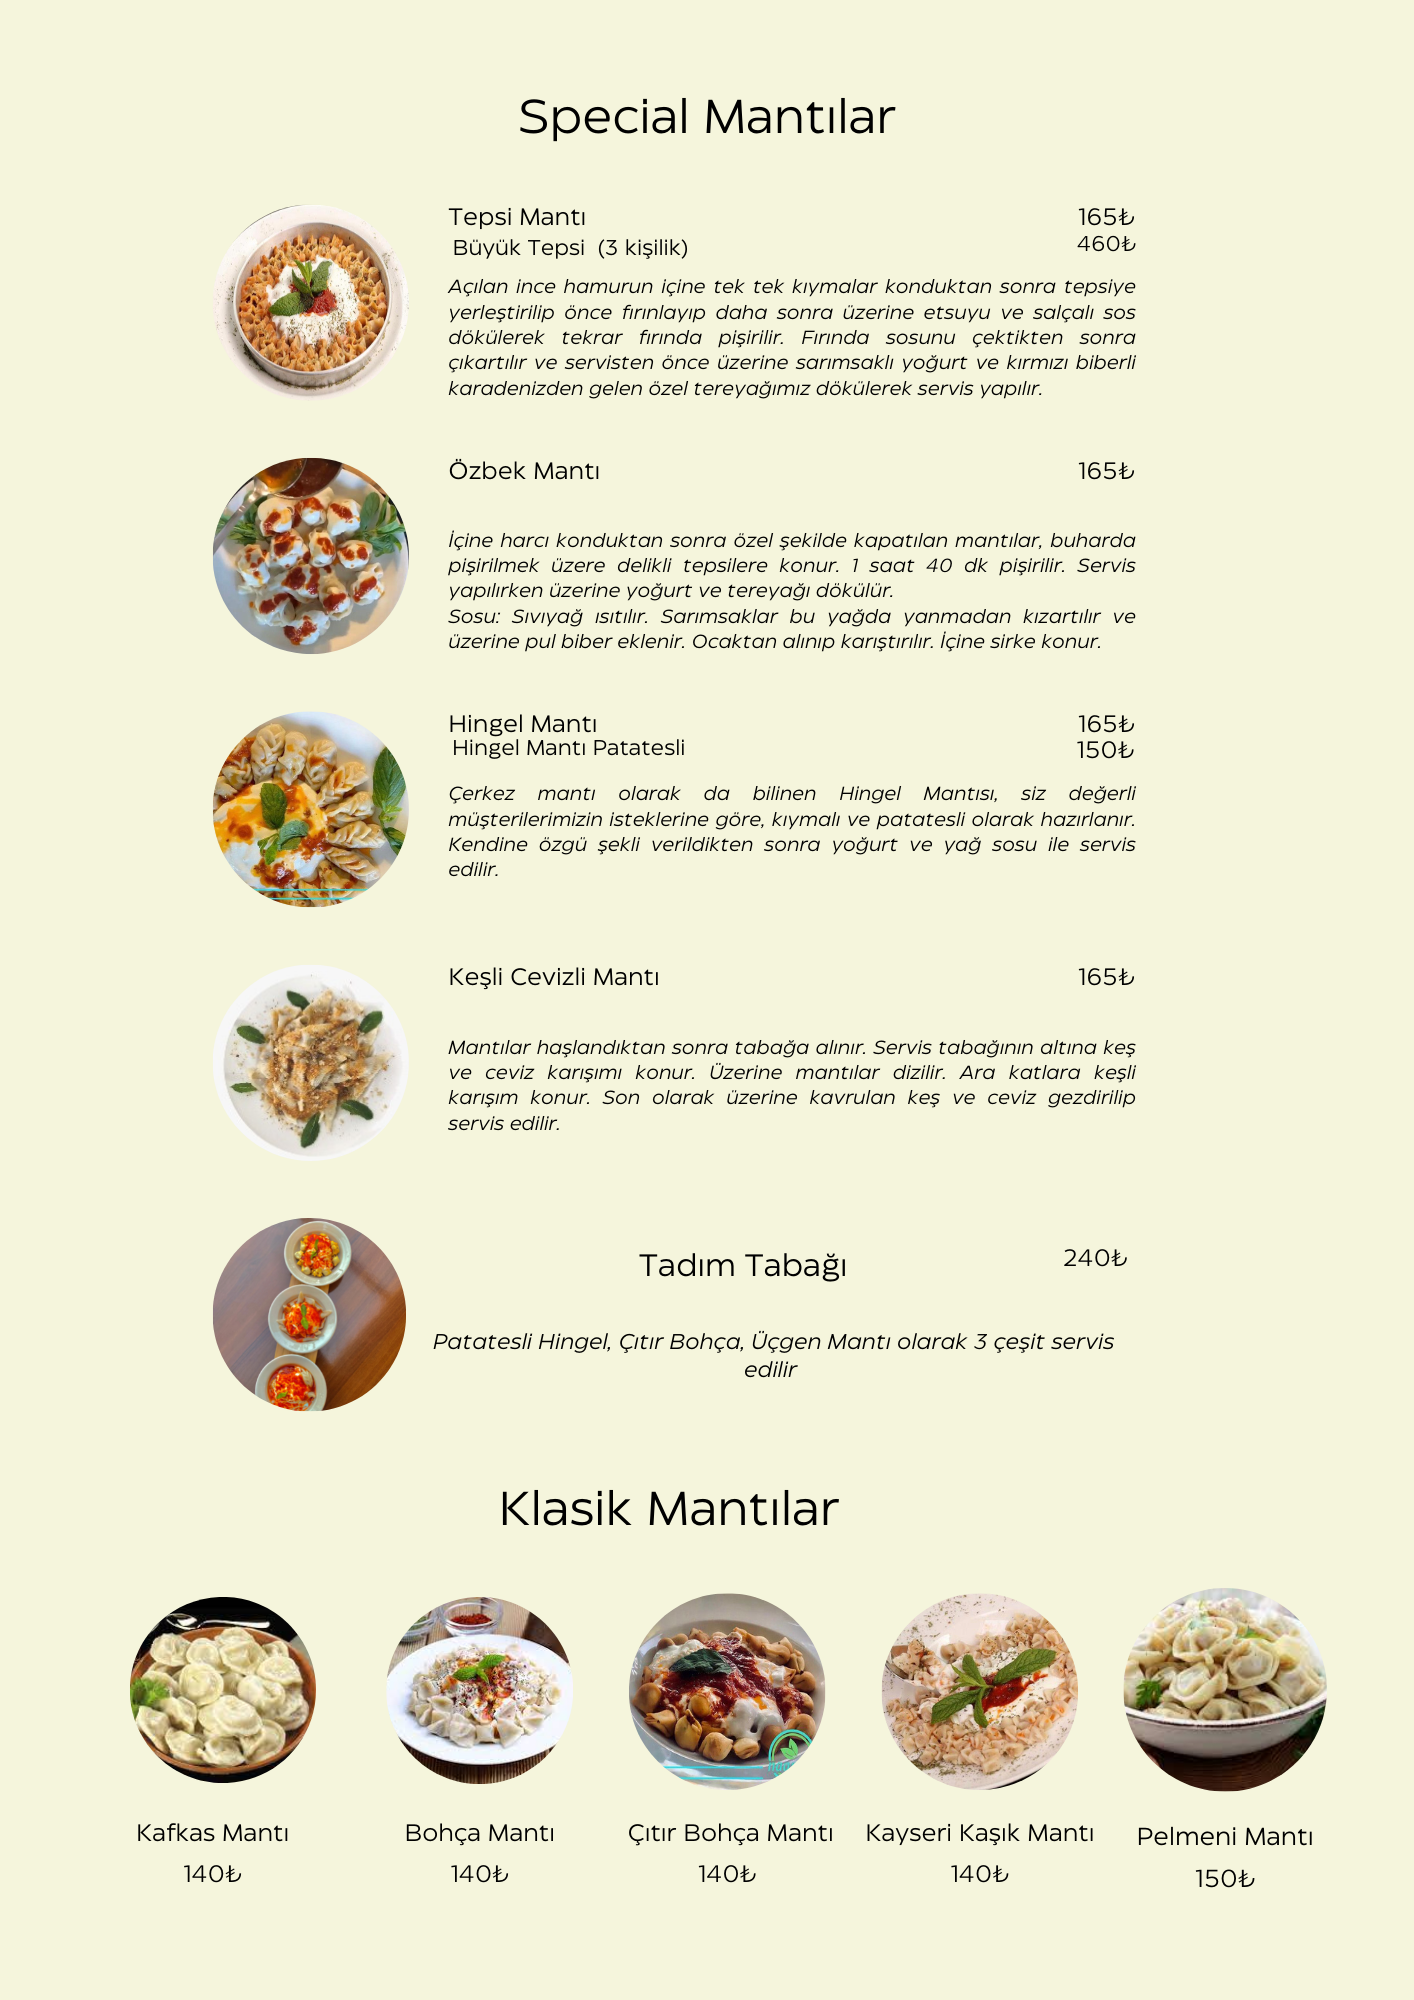 Special Mantılar
Tepsi Mantı 165₺
Büyük Tepsi (3 kişilik) 460₺
Açılan ince hamurun içine tek tek kıymalar konduktan sonra tepsiye
yerleştirilip önce fırınlayıp daha sonra üzerine etsuyu ve salçalı sos
dökülerek tekrar fırında pişirilir. Fırında sosunu çektikten sonra
çıkartılır ve servisten önce üzerine sarımsaklı yoğurt ve kırmızı biberli
karadenizden gelen özel tereyağımız dökülerek servis yapılır.
Özbek Mantı 165₺
İçine harcı konduktan sonra özel şekilde kapatılan mantılar, buharda
pişirilmek üzere delikli tepsilere konur. 1 saat 40 dk pişirilir. Servis
yapılırken üzerine yoğurt ve tereyağı dökülür.
Sosu: Sıvıyağ ısıtılır. Sarımsaklar bu yağda yanmadan kızartılır ve
üzerine pul biber eklenir. Ocaktan alınıp karıştırılır. İçine sirke konur.
Hingel Mantı 165₺
Hingel Mantı Patatesli 150₺
Çerkez mantı olarak da bilinen Hingel Mantısı, siz değerli
müşterilerimizin isteklerine göre, kıymalı ve patatesli olarak hazırlanır.
Kendine özgü şekli verildikten sonra yoğurt ve yağ sosu ile servis
edilir.
Keşli Cevizli Mantı 165₺
Mantılar haşlandıktan sonra tabağa alınır. Servis tabağının altına keş
ve ceviz karışımı konur. Üzerine mantılar dizilir. Ara katlara keşli
karışım konur. Son olarak üzerine kavrulan keş ve ceviz gezdirilip
servis edilir.
Tadım Tabağı 240₺
Patatesli Hingel, Çıtır Bohça, Üçgen Mantı olarak 3 çeşit servis
edilir
Klasik Mantılar
Kafkas Mantı Bohça Mantı Çıtır Bohça Mantı Kayseri Kaşık Mantı Pelmeni Mantı
140₺ 140₺ 140₺ 140₺ 150₺